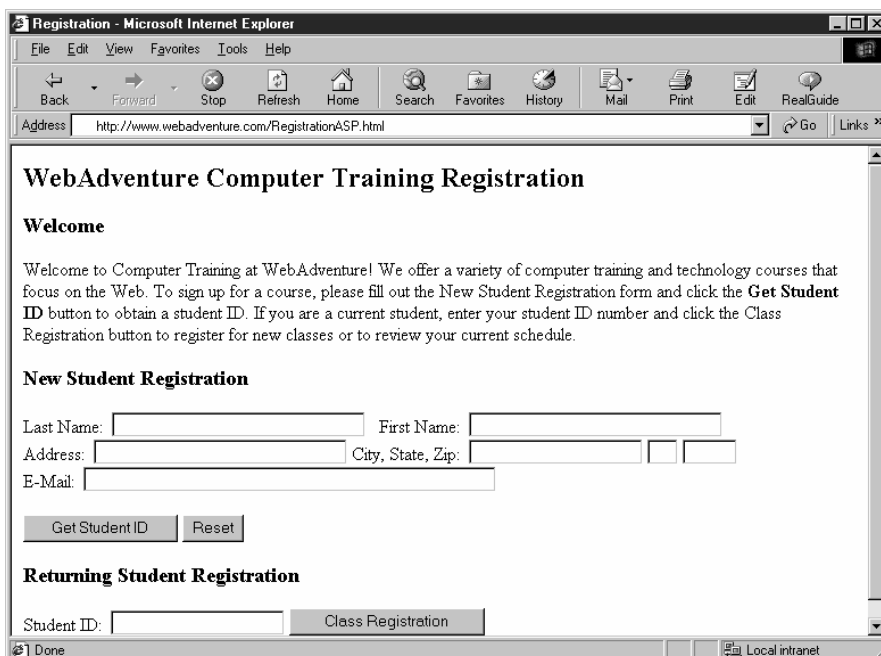 Registration - Microsoft Internet Explorer
File Edit View Favorites Tools Help
Back Forward Stop Refresh Home Search Favorites History Mail Print Edit RealGuide
Address http://www.webadventure.com/RegistrationASP.html Go Links »
WebAdventure Computer Training Registration
Welcome
Welcome to Computer Training at WebAdventure! We offer a variety of computer training and technology courses that
focus on the Web. To sign up for a course, please fill out the New Student Registration form and click the Get Student
ID button to obtain a student ID. If you are a current student, enter your student ID number and click the Class
Registration button to register for new classes or to review your current schedule.
New Student Registration
Last Name: First Name:
Address: City, State, Zip:
E-Mail:
Get Student ID Reset
Returning Student Registration
Student ID: Class Registration
Done Local intranet